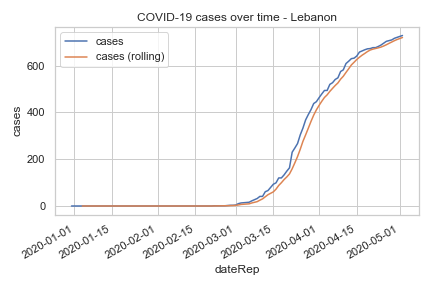 COVID-19 cases over time - Lebanon
cases
cases (rolling)
600
400
200
0
cases
2020-01-01
2020-01-15
2020-02-01
2020-02-15
2020-03-01
2020-03-15
2020-04-01
2020-04-15
2020-05-01
dateRep